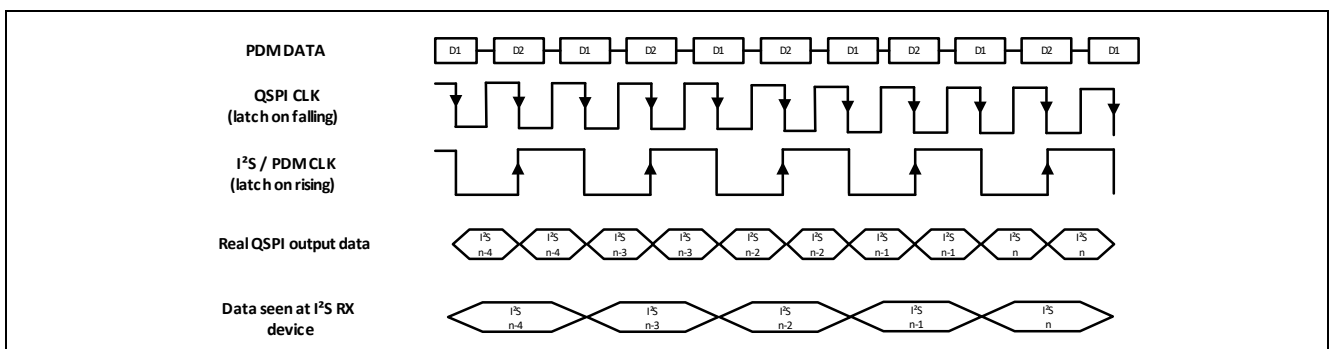 PDM DATA D1 D2 D1 D2 D1 D2 D1 D2 D1 D2 D1
QSPI CLK
(latch on falling)
I²S / PDM CLK
(latch on rising)
Real QSPI output data
I²S I²S I²S I²S I²S I²S I²S I²S I²S I²S
n-4 n-4 n-3 n-3 n-2 n-2 n-1 n-1 n n
Data seen at I²S RX
device
I²S I²S I²S I²S I²S
n-4 n-3 n-2 n-1 n